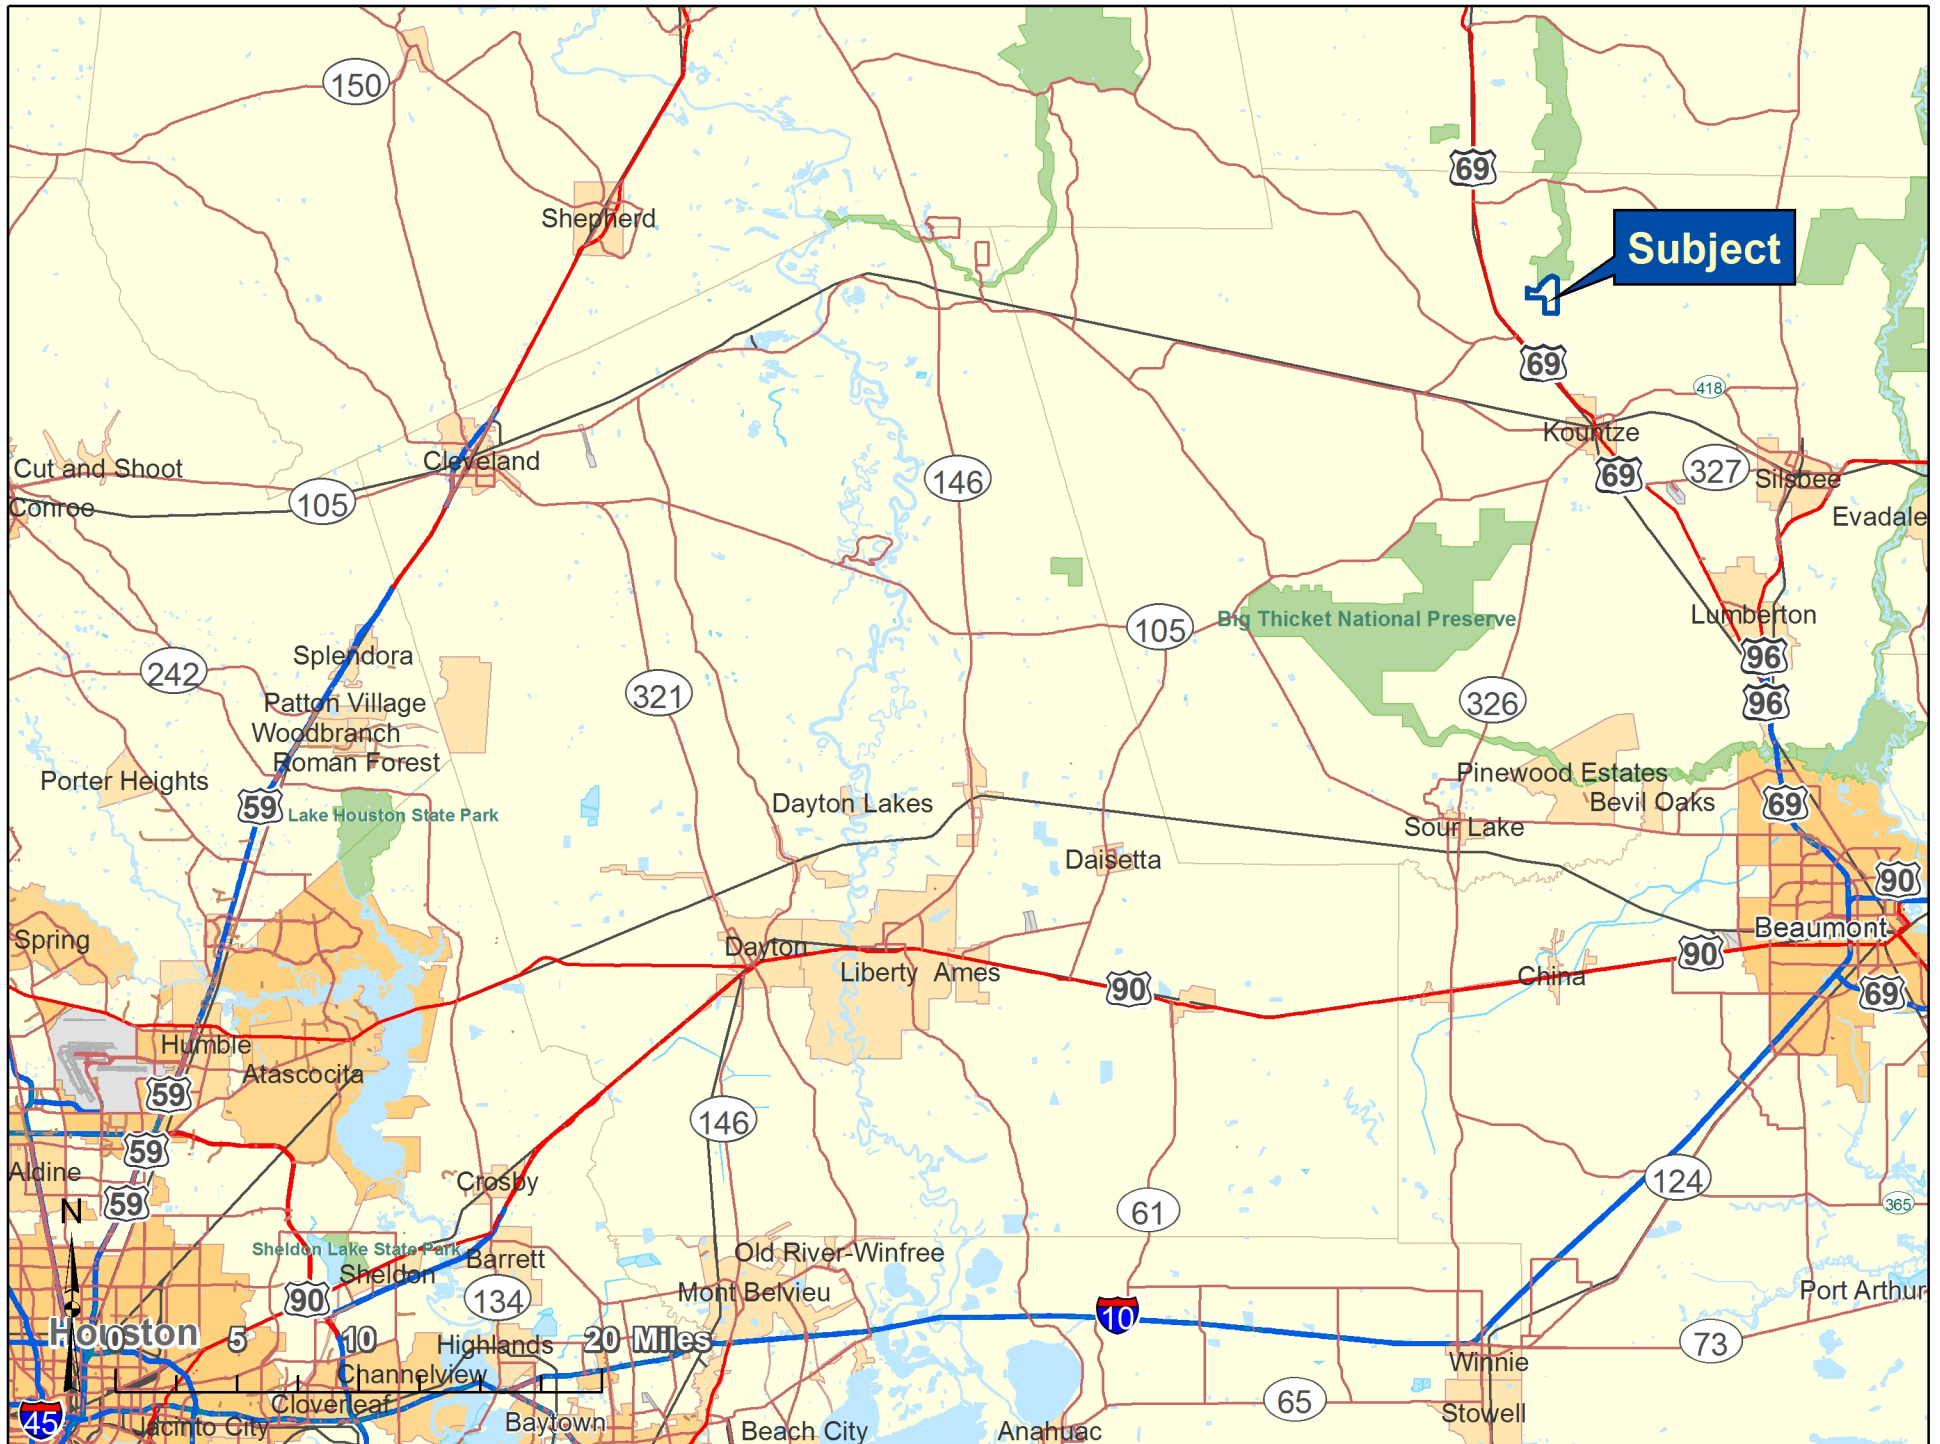 150
69
Shepherd
Subject
69
418
Kountze
Cut and Shoot
Cleveland
146
69
327
Silsbee
105
Conroe
Evadale
Big Thicket National Preserve
105
Lumberton
Splendora
96
242
321
326
96
Patton Village
Woodbranch
Roman Forest
Porter Heights
Pinewood Estates
59
Lake Houston State Park
Dayton Lakes
Bevil Oaks
69
Sour Lake
Daisetta
90
Spring
Dayton
Beaumont
90
Liberty
Ames
China
90
69
Humble
Atascocita
59
146
59
Aldine
Crosby
124
59
N
61
365
Sheldon Lake State Park
Barrett
Old River-Winfree
Sheldon
Mont Belvieu
Port Arthur
90
134
10
Houston
0 5 10 20 Miles
Highlands
73
Channelview
Winnie
Cloverleaf
65
45
Jacinto City
Baytown
Beach City
Anahuac
Stowell